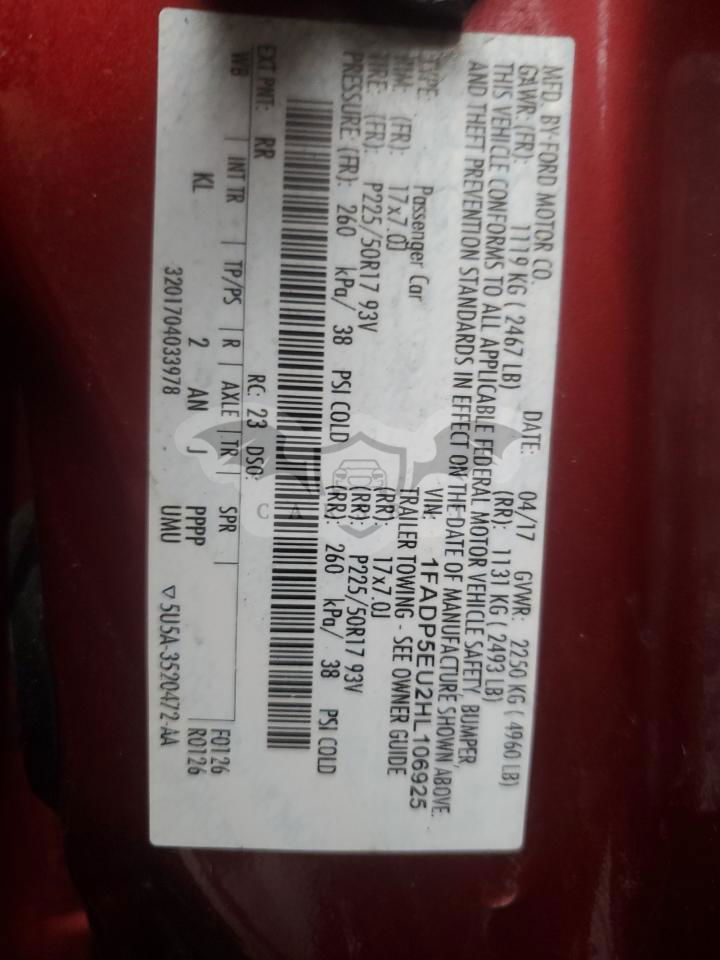 MFD. BY FORD MOTOR CO. DATE: 04/17 GVWR: 2250 KG ( 4960 LB)
GAWR: (FR): 1119 KG ( 2467 LB) (RR): 1131 KG ( 2493 LB)
THIS VEHICLE CONFORMS TO ALL APPLICABLE FEDERAL MOTOR VEHICLE SAFETY, BUMPER,
AND THEFT PREVENTION STANDARDS IN EFFECT ON THE DATE OF MANUFACTURE SHOWN ABOVE.
VIN: 1FADP5EU2HL106925
TYPE: Passenger Car TRAILER TOWING - SEE OWNER GUIDE
RIM: (FR): 17x7.0J (RR): 17x7.0J
TIRE: (FR): P225/50R17 93V (RR): P225/50R17 93V
PRESSURE (FR): 260 kPa/ 38 PSI COLD (RR): 260 kPa/ 38 PSI COLD
EXT PNT: RR RC: 23 DSO:
WB INT TR TP/PS R AXLE TR SPR F0126
KL 2 AN J PPPP R0126
3201704033978 UMU ▽5U5A-3520472-AA
C A